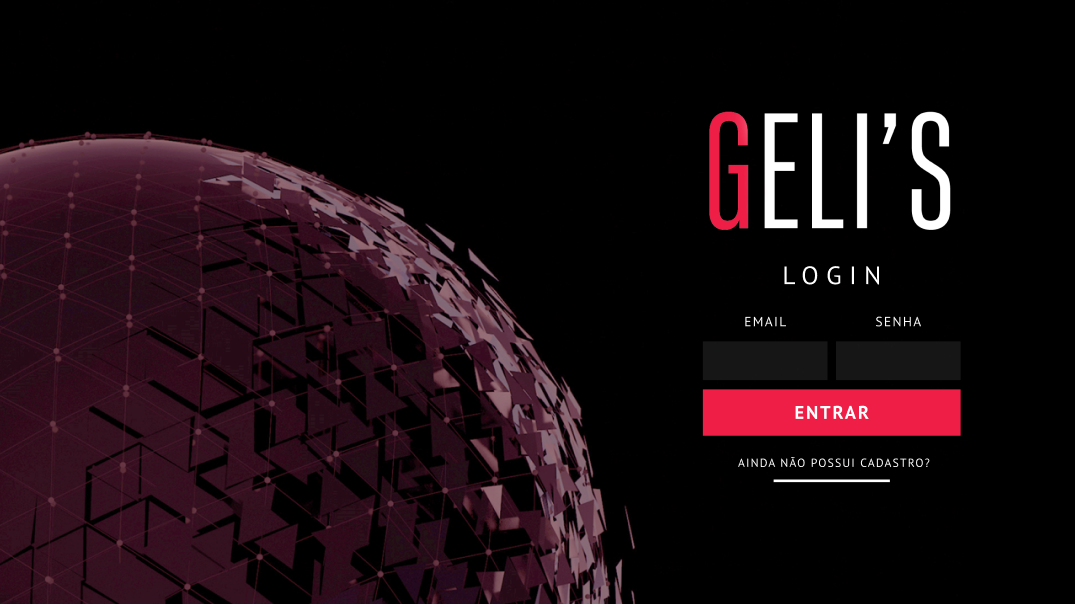 GELI’S
LOGIN
EMAIL SENHA
ENTRAR
AINDA NÃO POSSUI CADASTRO?